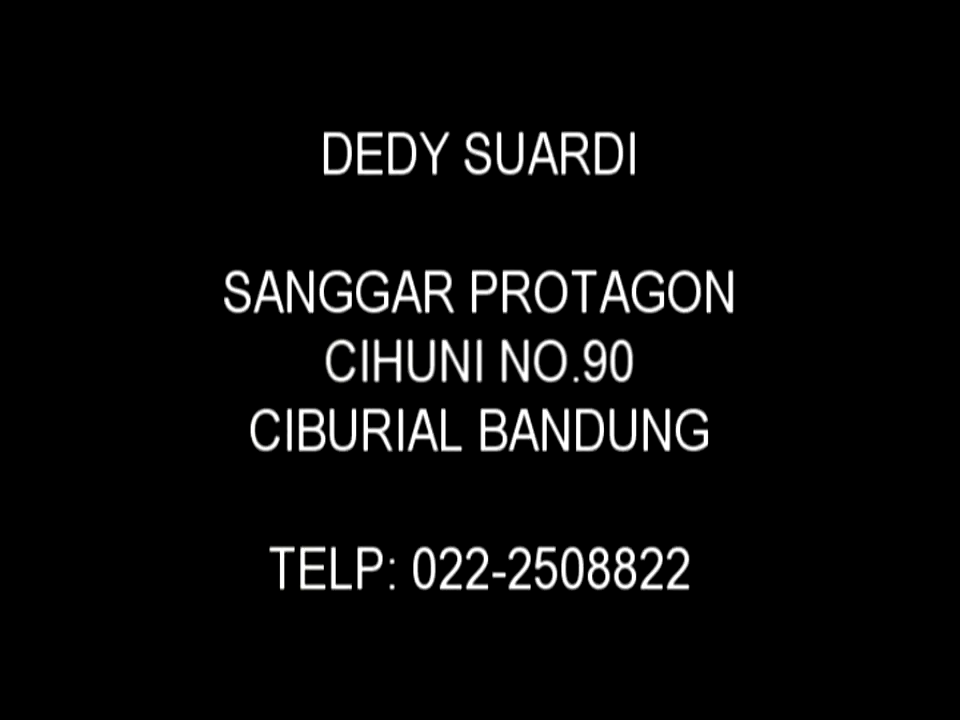 DEDY SUARDI
SANGGAR PROTAGON
CIHUNI NO.90
CIBURIAL BANDUNG
TELP: 022-2508822